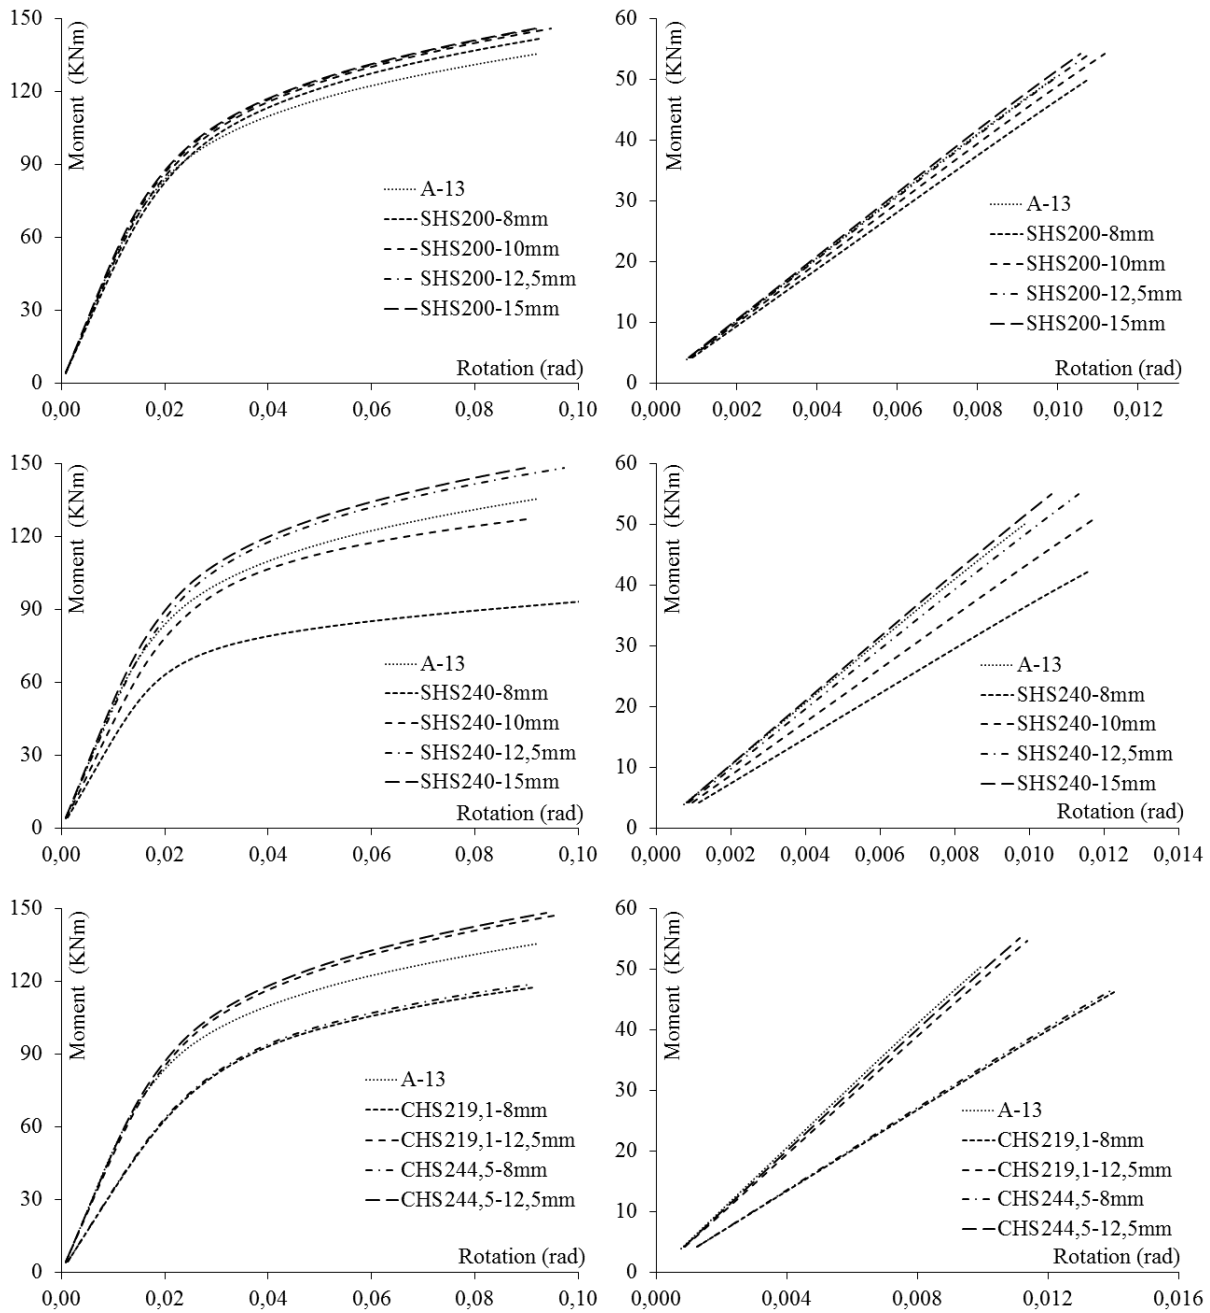 150
120
90
60
30
0
Moment (KNm)
A-13
SHS200-8mm
SHS200-10mm
SHS200-12,5mm
SHS200-15mm
Rotation (rad)
0,00 0,02 0,04 0,06 0,08 0,10
60
50
40
30
20
10
0
Moment (KNm)
A-13
SHS200-8mm
SHS200-10mm
SHS200-12,5mm
SHS200-15mm
Rotation (rad)
0,000 0,002 0,004 0,006 0,008 0,010 0,012
150
120
90
60
30
0
Moment (KNm)
A-13
SHS240-8mm
SHS240-10mm
SHS240-12,5mm
SHS240-15mm
Rotation (rad)
0,00 0,02 0,04 0,06 0,08 0,10
60
50
40
30
20
10
0
Moment (KNm)
A-13
SHS240-8mm
SHS240-10mm
SHS240-12,5mm
SHS240-15mm
Rotation (rad)
0,000 0,002 0,004 0,006 0,008 0,010 0,012 0,014
150
120
90
60
30
0
Moment (KNm)
A-13
CHS219,1-8mm
CHS219,1-12,5mm
CHS244,5-8mm
CHS244,5-12,5mm
Rotation (rad)
0,00 0,02 0,04 0,06 0,08 0,10
60
50
40
30
20
10
0
Moment (KNm)
A-13
CHS219,1-8mm
CHS219,1-12,5mm
CHS244,5-8mm
CHS244,5-12,5mm
Rotation (rad)
0,000 0,004 0,008 0,012 0,016